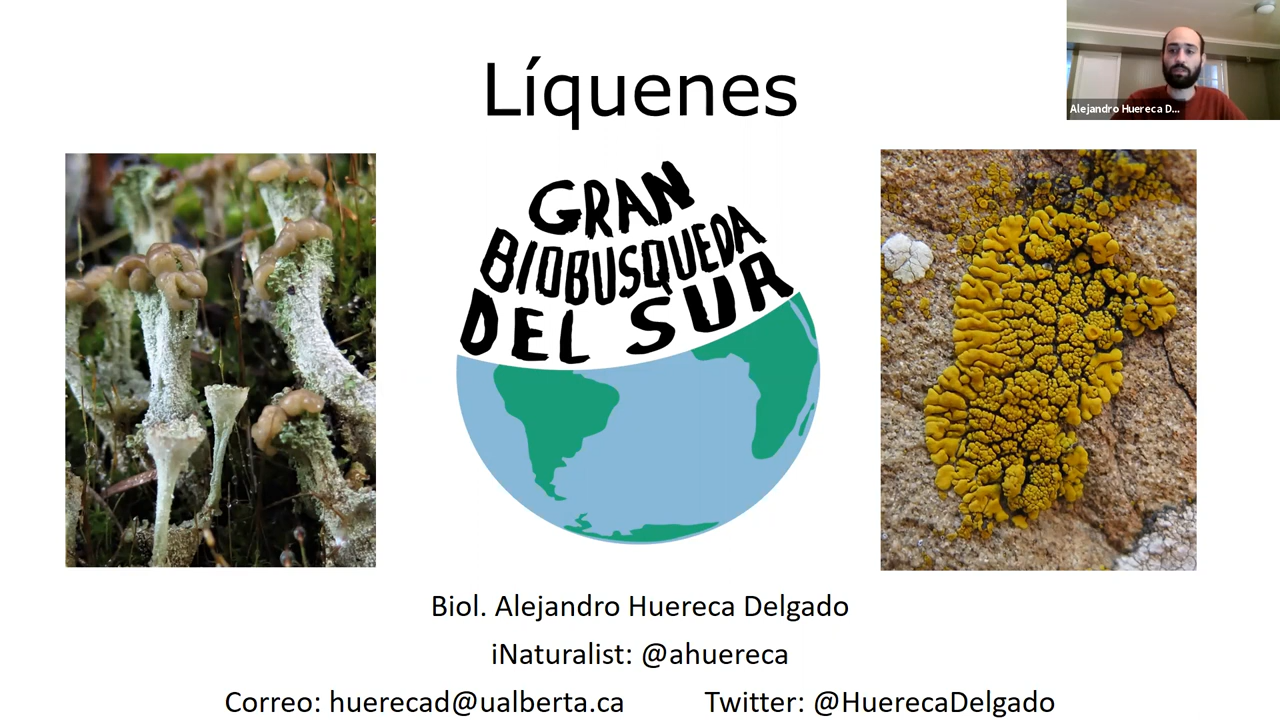 Líquenes
Alejandro Huereca D...
GRAN
BIOBUSQUEDA
DEL SUR
Biol. Alejandro Huereca Delgado
iNaturalist: @ahuereca
Correo: huerecad@ualberta.ca Twitter: @HuerecaDelgado